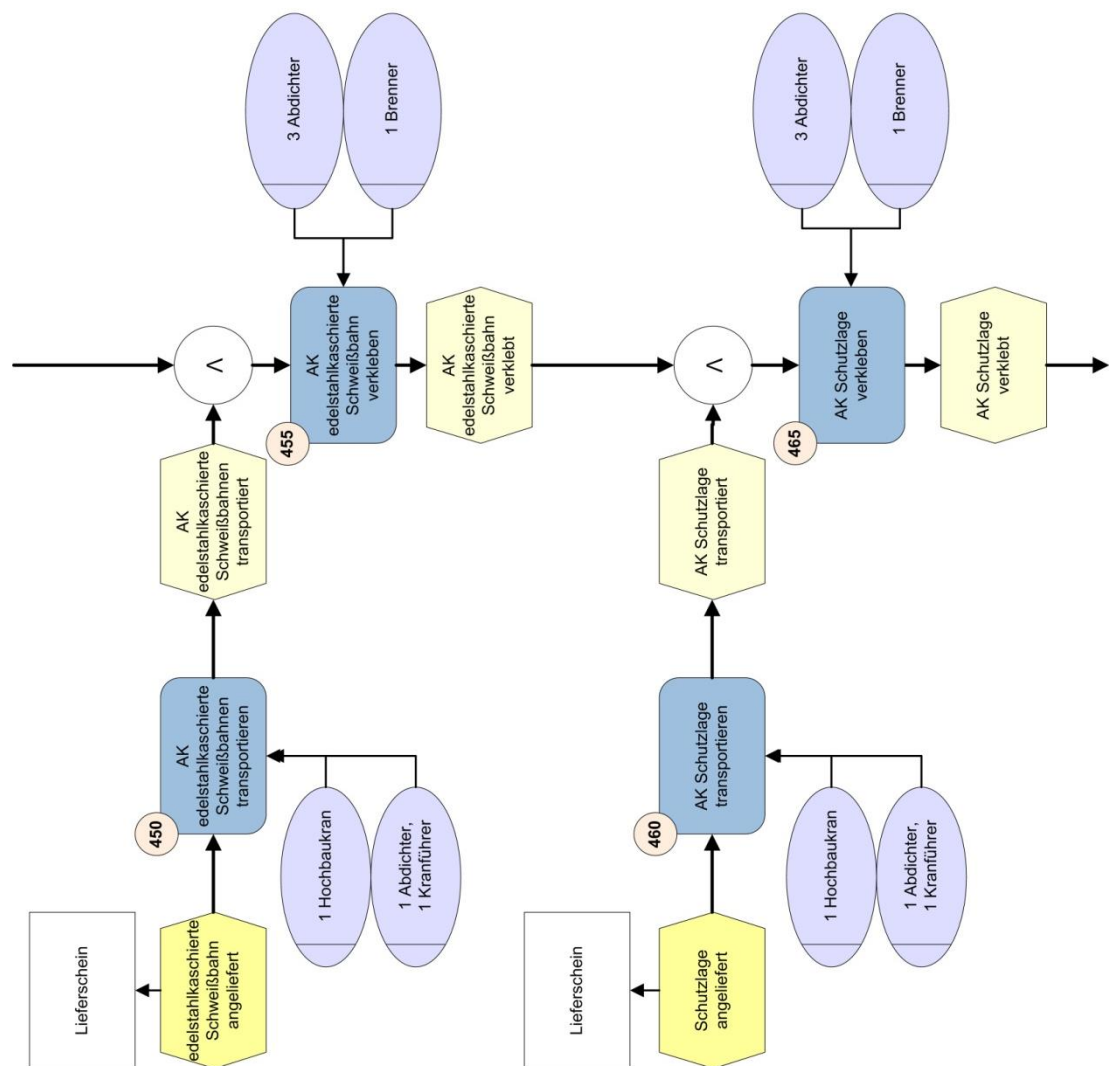 Lieferschein
edelstahlkaschierte
Schweißbahn
angeliefert
450
AK
edelstahlkaschierte
Schweißbahnen
transportieren
1 Hochbaukran
1 Abdichter,
1 Kranführer
AK
edelstahlkaschierte
Schweißbahnen
transportiert
∧
455
AK
edelstahlkaschierte
Schweißbahn
verkleben
3 Abdichter
1 Brenner
AK
edelstahlkaschierte
Schweißbahn
verklebt
Lieferschein
Schutzlage
angeliefert
460
AK Schutzlage
transportieren
1 Hochbaukran
1 Abdichter,
1 Kranführer
AK Schutzlage
transportiert
∧
465
AK Schutzlage
verkleben
3 Abdichter
1 Brenner
AK Schutzlage
verklebt